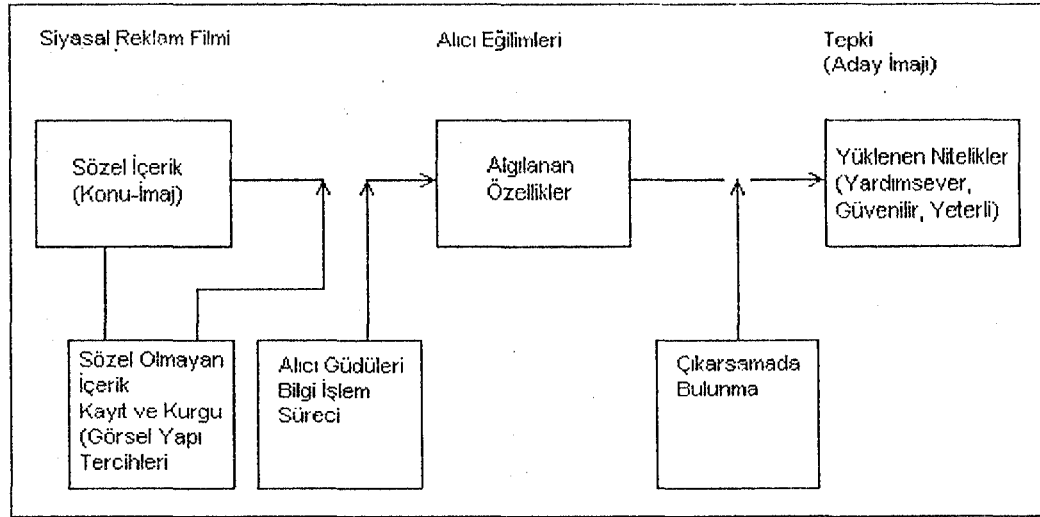 Siyasal Reklam Filmi
Alıcı Eğilimleri
Tepki
(Aday İmajı)
Sözel İçerik
(Konu-İmaj)
Algılanan
Özellikler
Yüklenen Nitelikler
(Yardımsever,
Güvenilir, Yeterli)
Sözel Olmayan
İçerik
Kayıt ve Kurgu
(Görsel Yapı
Tercihleri
Alıcı Güdüleri
Bilgi İşlem
Süreci
Çıkarsamada
Bulunma